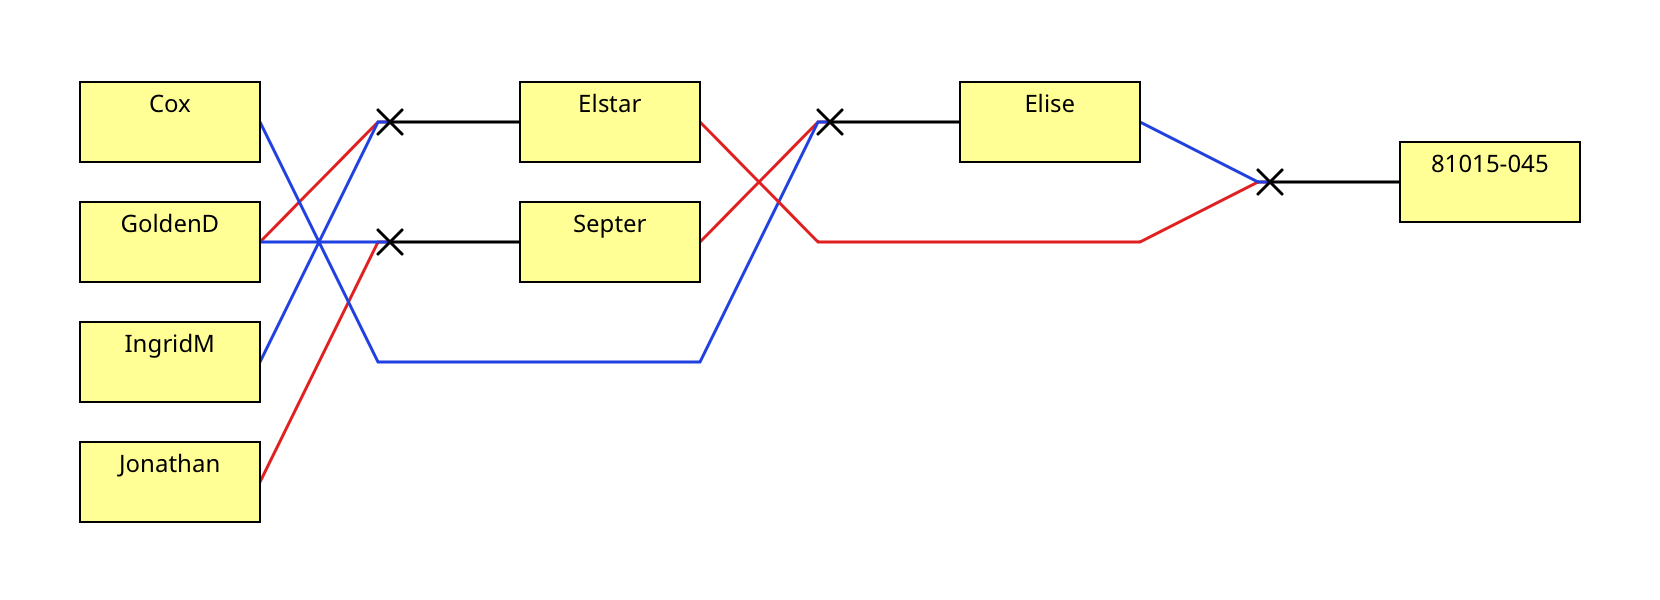 Cox
GoldenD
IngridM
Jonathan
Elstar
Septer
Elise
81015-045